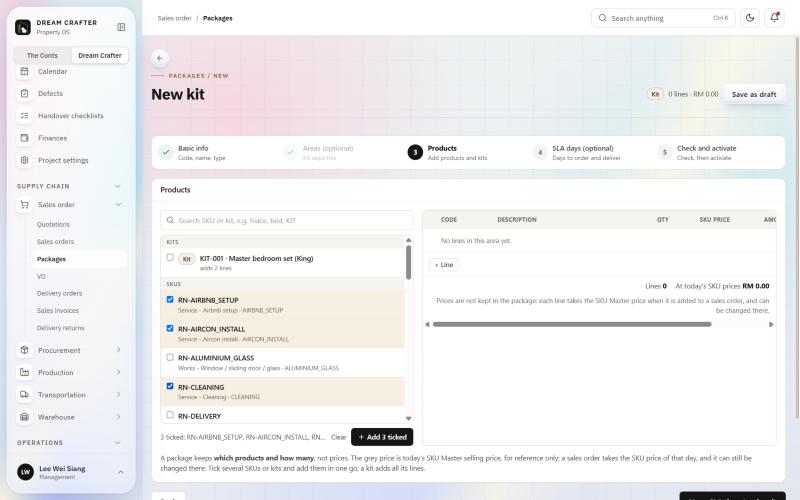 DREAM CRAFTER
Property OS
The Conts
Dream Crafter
Calendar
Defects
Handover checklists
Finances
Project settings
SUPPLY CHAIN
Sales order
Quotations
Sales orders
Packages
VO
Delivery orders
Sales invoices
Delivery returns
Procurement
Production
Transportation
Warehouse
OPERATIONS
LW
Lee Wei Siang
Management
Sales order / Packages
Search anything
Ctrl K
PACKAGES / NEW
New kit
Kit 0 lines · RM 0.00
Save as draft
Basic info
Code, name, type
Areas (optional)
Kit skips this
3
Products
Add products and kits
4
SLA days (optional)
Days to order and deliver
5
Check and activate
Check, then activate
Products
Search SKU or kit, e.g. hiace, bed, KIT
KITS
Kit KIT-001 · Master bedroom set (King)
adds 2 lines
SKUS
RN-AIRBNB_SETUP
Service · Airbnb setup · AIRBNB_SETUP
RN-AIRCON_INSTALL
Service · Aircon install · AIRCON_INSTALL
RN-ALUMINIUM_GLASS
Works · Window / sliding door / glass · ALUMINIUM_GLASS
RN-CLEANING
Service · Cleaning · CLEANING
RN-DELIVERY
3 ticked: RN-AIRBNB_SETUP, RN-AIRCON_INSTALL, RN...
Clear
+ Add 3 ticked
CODE DESCRIPTION QTY SKU PRICE AMO
No lines in this area yet.
+ Line
Lines 0 At today's SKU prices RM 0.00
Prices are not kept in the package: each line takes the SKU Master price when it is added to a sales order, and can
be changed there.
A package keeps which products and how many, not prices. The grey price is today's SKU Master selling price, for reference only; a sales order takes the SKU price of that day, and it can still be
changed there. Tick several SKUs or kits and add them in one go; a kit adds all its lines.